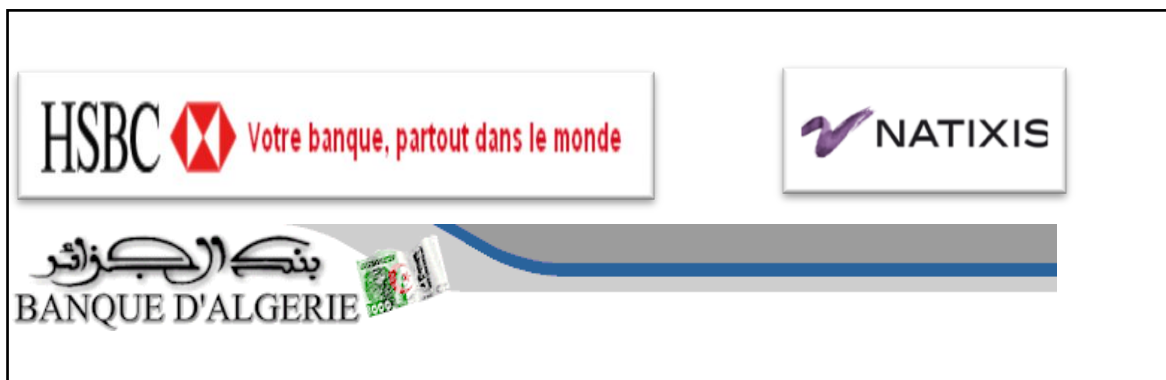 HSBC Votre banque, partout dans le monde
NATIXIS
بنك الجزائر
BANQUE D'ALGERIE